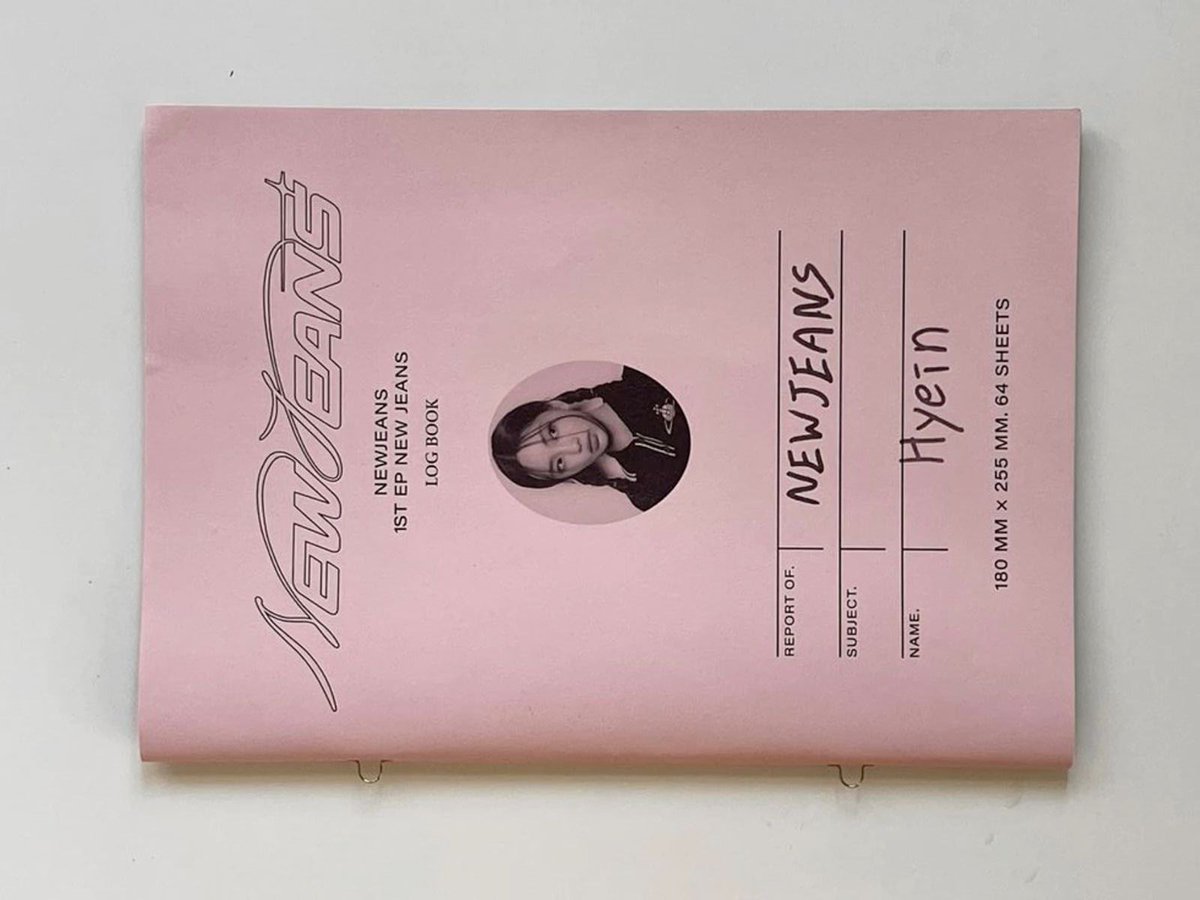 NEWJEANS
NEWJEANS
1ST EP NEW JEANS
LOG BOOK
REPORT OF. NEWJEANS
SUBJECT.
NAME. Hyein
180 MM × 255 MM. 64 SHEETS